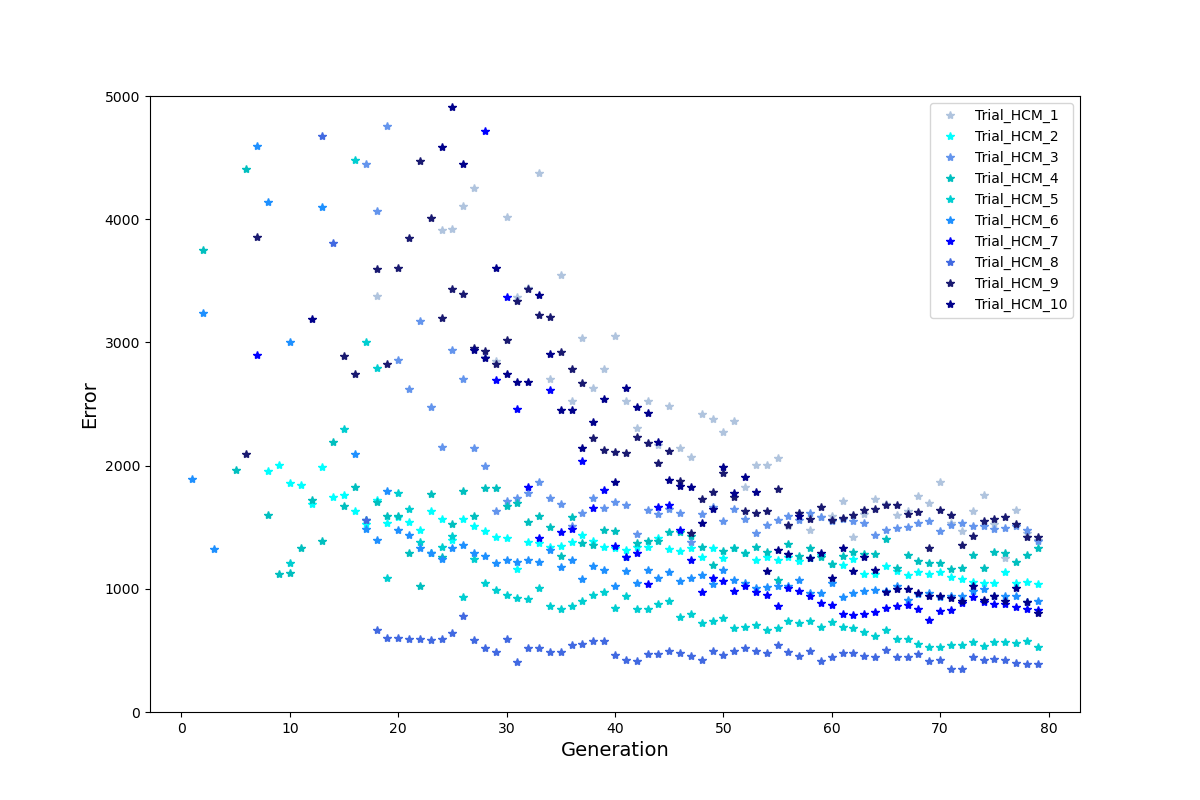 5000
4000
3000
2000
1000
0
Error
0 10 20 30 40 50 60 70 80
Generation
Trial_HCM_1
Trial_HCM_2
Trial_HCM_3
Trial_HCM_4
Trial_HCM_5
Trial_HCM_6
Trial_HCM_7
Trial_HCM_8
Trial_HCM_9
Trial_HCM_10